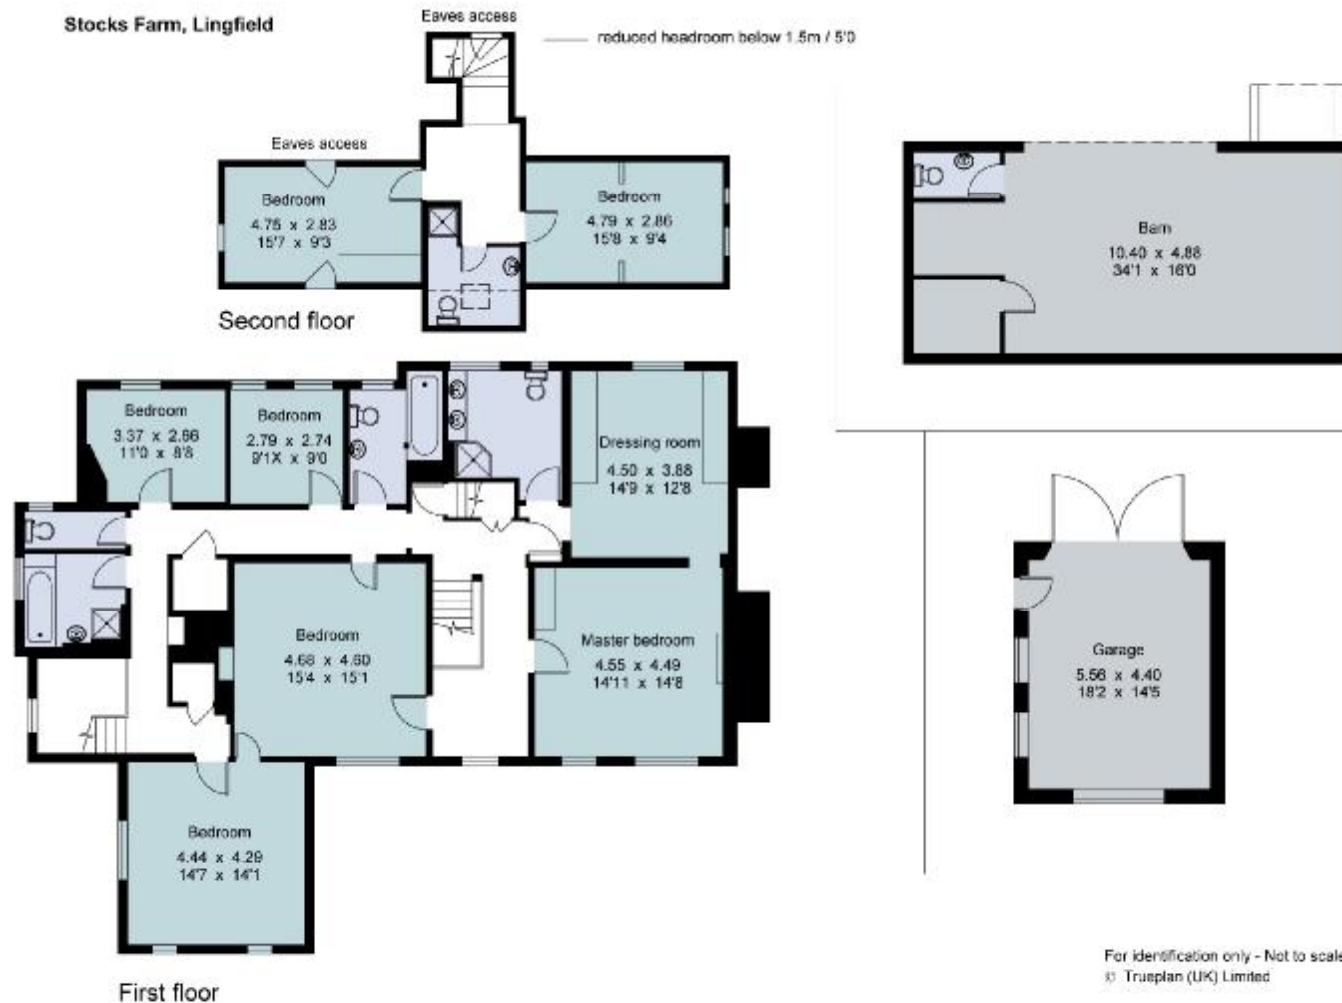 Stocks Farm, Lingfield
Eaves access
reduced headroom below 1.5m / 5'0
Eaves access
Bedroom
4.75 x 2.83
15'7 x 9'3
Bedroom
4.79 x 2.86
15'8 x 9'4
Second floor
Barn
10.40 x 4.88
34'1 x 16'0
Bedroom
3.37 x 2.66
11'0 x 8'8
Bedroom
2.79 x 2.74
9'1X x 9'0
Dressing room
4.50 x 3.88
14'9 x 12'8
Bedroom
4.68 x 4.60
15'4 x 15'1
Master bedroom
4.55 x 4.49
14'11 x 14'8
Garage
5.56 x 4.40
18'2 x 14'5
Bedroom
4.44 x 4.29
14'7 x 14'1
First floor
For identification only - Not to scale
© Trueplan (UK) Limited